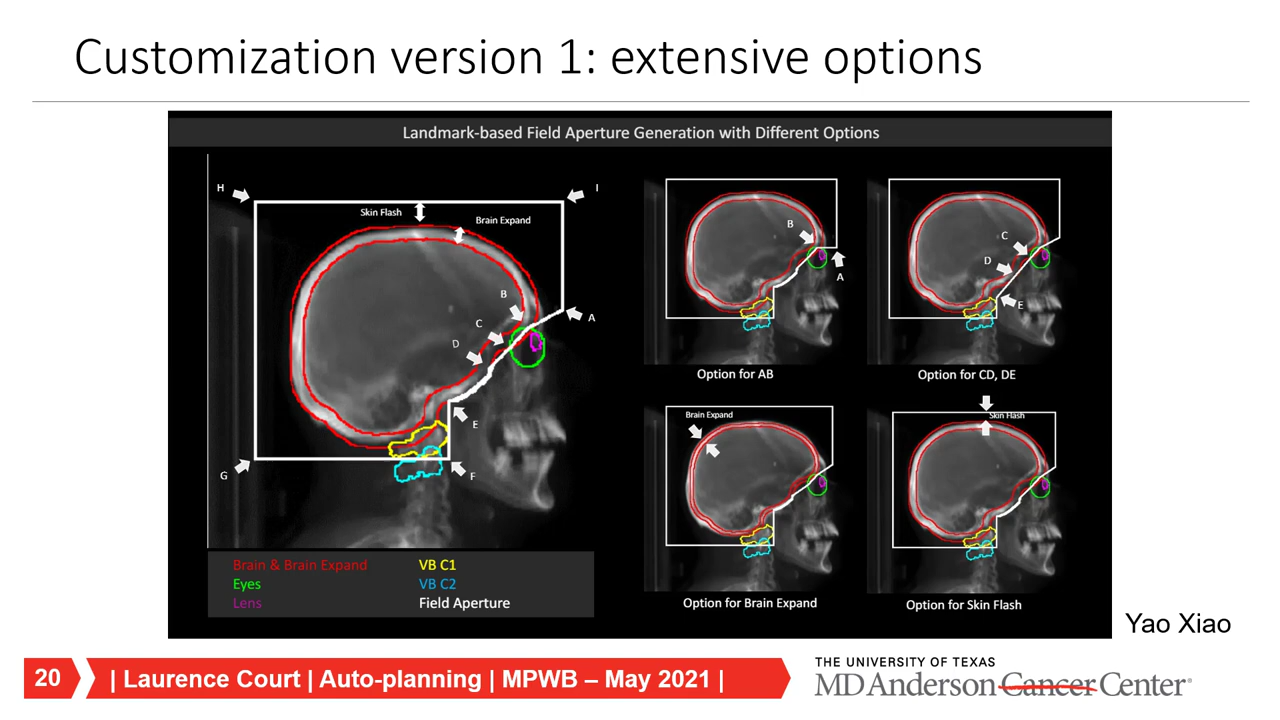 Customization version 1: extensive options
Landmark-based Field Aperture Generation with Different Options
H
I
Skin Flash
Brain Expand
B
A
C
D
E
G
F
Brain & Brain Expand
VB C1
Eyes
VB C2
Lens
Field Aperture
B
A
Option for AB
C
D
E
Option for CD, DE
Brain Expand
Option for Brain Expand
Skin Flash
Option for Skin Flash
Yao Xiao
20
| Laurence Court | Auto-planning | MPWB – May 2021 |
THE UNIVERSITY OF TEXAS
MD Anderson Cancer Center®